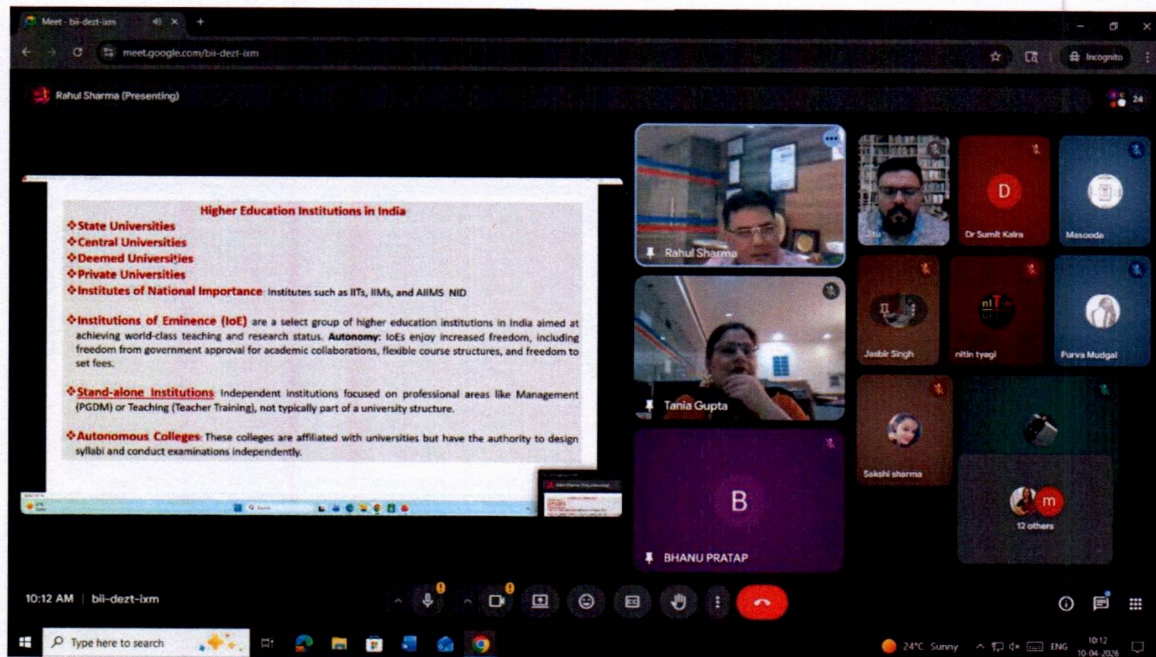 Meet - bii-dezt-ixm
meet.google.com/bii-dezt-ixm
Incognito
Rahul Sharma (Presenting)
24
Higher Education Institutions in India
❖State Universities
❖Central Universities
❖Deemed Universities
❖Private Universities
❖Institutes of National Importance: Institutes such as IITs, IIMs, and AIIMS NID
❖Institutions of Eminence (IoE) are a select group of higher education institutions in India aimed at
achieving world-class teaching and research status. Autonomy: IoEs enjoy increased freedom, including
freedom from government approval for academic collaborations, flexible course structures, and freedom to
set fees.
❖Stand-alone Institutions: Independent institutions focused on professional areas like Management
(PGDM) or Teaching (Teacher Training), not typically part of a university structure.
❖Autonomous Colleges: These colleges are affiliated with universities but have the authority to design
syllabi and conduct examinations independently.
Search
Rahul Sharma
Jitu
D
Dr Sumit Kalra
Masooda
Tania Gupta
Jasbir Singh
nitin tyagi
Purva Mudgal
B
BHANU PRATAP
Sakshi sharma
m
12 others
10:12 AM | bii-dezt-ixm
Type here to search
24°C Sunny
ENG
10:12
10-04-2026